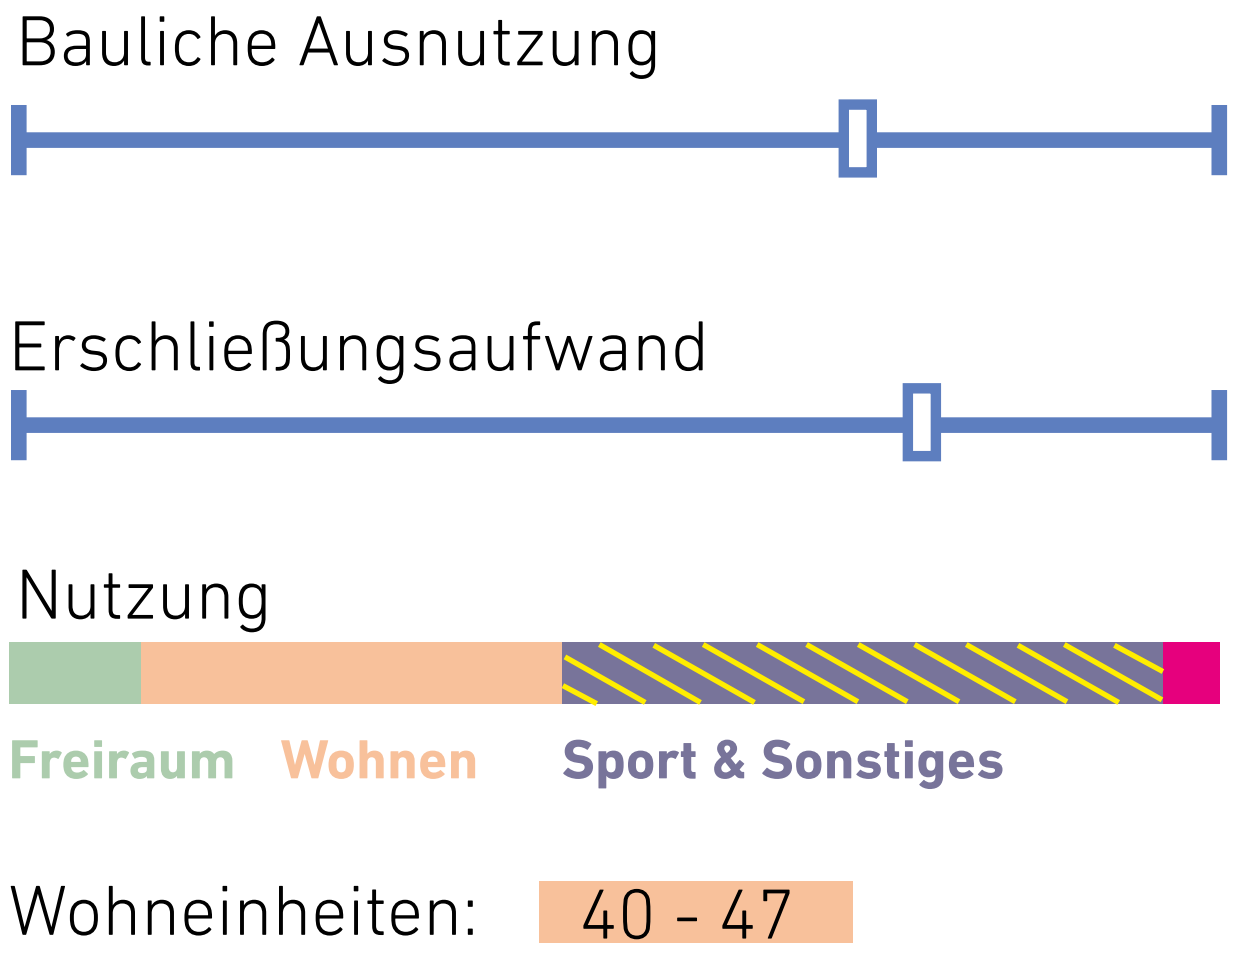 Bauliche Ausnutzung
Erschließungsaufwand
Nutzung
Freiraum Wohnen Sport & Sonstiges
Wohneinheiten: 40 - 47